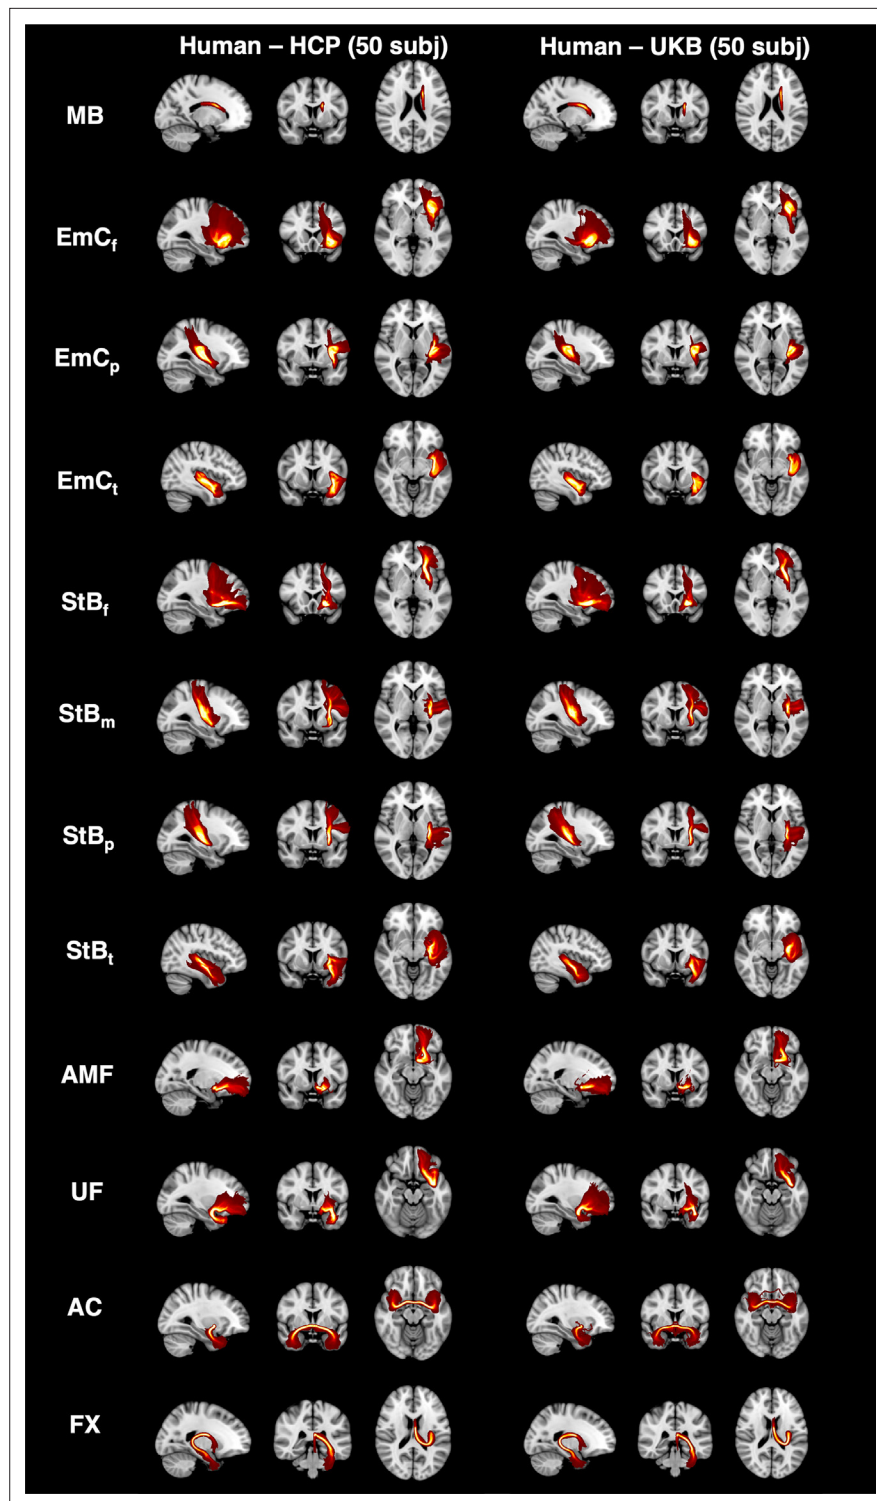 Human – HCP (50 subj) Human – UKB (50 subj)
MB
EmCf
EmCp
EmCt
StBf
StBm
StBp
StBt
AMF
UF
AC
FX